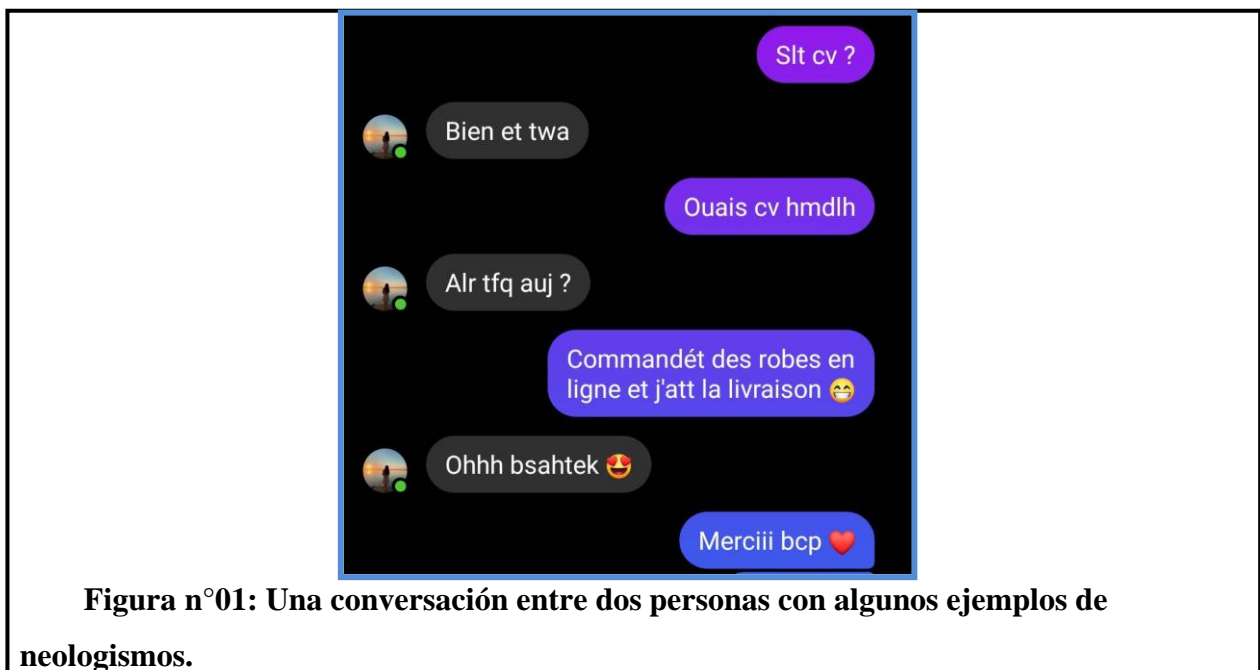 Slt cv ?
Bien et twa
Ouais cv hmdlh
Alr tfq auj ?
Commandét des robes en
ligne et j'att la livraison 😁
Ohhh bsahtek 😍
Merciii bcp ❤️
Figura n°01: Una conversación entre dos personas con algunos ejemplos de
neologismos.